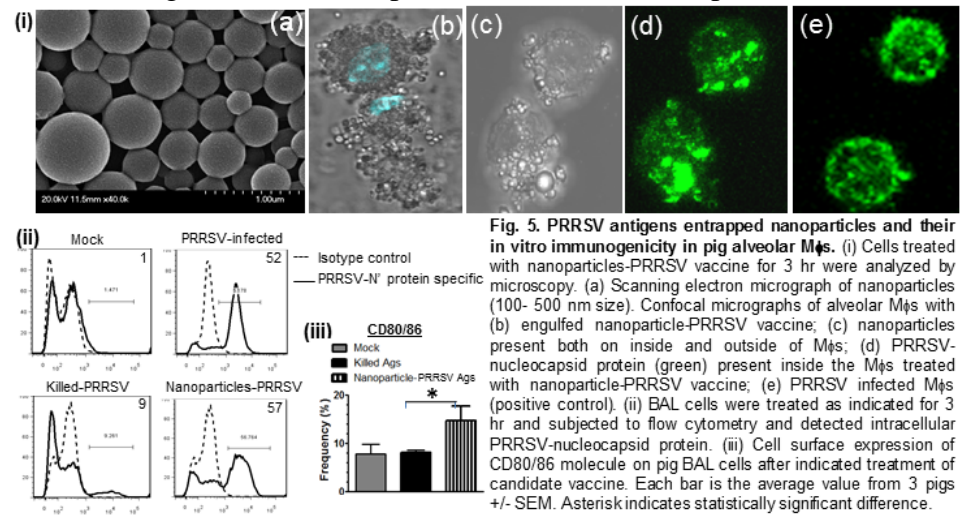 (i)
(a)
(b)
(c)
(d)
(e)
20.0kV 11.5mm x40.0k
1.00um
(ii)
Mock
1
1.471
PRRSV-infected
52
Isotype control
PRRSV-N' protein specific
Killed-PRRSV
9
9.261
Nanoparticles-PRRSV
57
56.764
(iii)
CD80/86
Mock
Killed Ags
Nanoparticle-PRRSV Ags
*
Frequency (%)
20
10
0
Fig. 5. PRRSV antigens entrapped nanoparticles and their
in vitro immunogenicity in pig alveolar Mϕs. (i) Cells treated
with nanoparticles-PRRSV vaccine for 3 hr were analyzed by
microscopy. (a) Scanning electron micrograph of nanoparticles
(100- 500 nm size). Confocal micrographs of alveolar Mϕs with
(b) engulfed nanoparticle-PRRSV vaccine; (c) nanoparticles
present both on inside and outside of Mϕs; (d) PRRSV-
nucleocapsid protein (green) present inside the Mϕs treated
with nanoparticle-PRRSV vaccine; (e) PRRSV infected Mϕs
(positive control). (ii) BAL cells were treated as indicated for 3
hr and subjected to flow cytometry and detected intracellular
PRRSV-nucleocapsid protein. (iii) Cell surface expression of
CD80/86 molecule on pig BAL cells after indicated treatment of
candidate vaccine. Each bar is the average value from 3 pigs
+/- SEM. Asterisk indicates statistically significant difference.